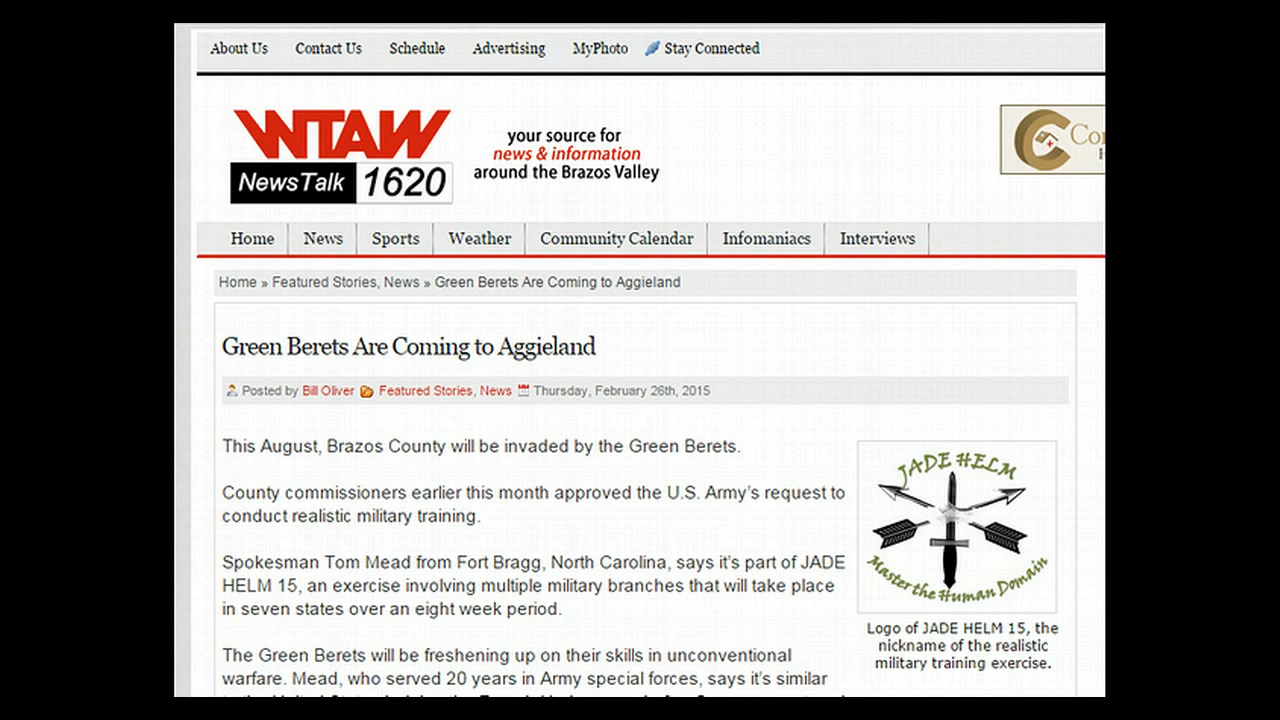 About Us Contact Us Schedule Advertising MyPhoto Stay Connected
WTAW
NewsTalk 1620
your source for
news & information
around the Brazos Valley
Home News Sports Weather Community Calendar Infomaniacs Interviews
Home » Featured Stories, News » Green Berets Are Coming to Aggieland
Green Berets Are Coming to Aggieland
Posted by Bill Oliver Featured Stories, News Thursday, February 26th, 2015
This August, Brazos County will be invaded by the Green Berets.
County commissioners earlier this month approved the U.S. Army’s request to
conduct realistic military training.
Spokesman Tom Mead from Fort Bragg, North Carolina, says it’s part of JADE
HELM 15, an exercise involving multiple military branches that will take place
in seven states over an eight week period.
The Green Berets will be freshening up on their skills in unconventional
warfare. Mead, who served 20 years in Army special forces, says it’s similar
JADE HELM
Master the Human Domain
Logo of JADE HELM 15, the
nickname of the realistic
military training exercise.